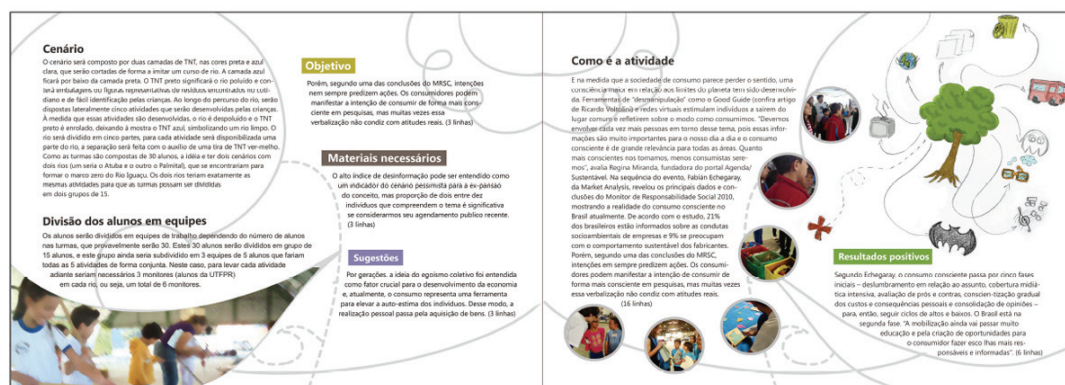 Cenário
O cenário será composto por duas camadas de TNT, nas cores preta e azul
clara, que serão cortadas de forma a imitar um curso de rio. A camada azul
ficará por baixo da camada preta. O TNT preto significará o rio poluído e con-
terá embalagens ou figuras representativas de resíduos encontrados no coti-
diano e de fácil identificação pelas crianças. Ao longo do percurso do rio, serão
dispostas lateralmente cinco atividades que serão desenvolvidas pelas crianças.
À medida que essas atividades são desenvolvidas, o rio é despoluído e o TNT
preto é enrolado, deixando à mostra o TNT azul, simbolizando um rio limpo. O
rio será dividido em cinco partes, para cada atividade será disponibilizada uma
parte do rio, a separação será feita com o auxílio de uma tira de TNT ver-melho.
Como as turmas são compostas de 30 alunos, a idéia e ter dois cenários com
dois rios (um seria o Atuba e o outro o Palmital), que se encontrariam para
formar o marco zero do Rio Iguaçu. Os dois rios teriam exatamente as
mesmas atividades para que as turmas possam ser divididas
em dois grupos de 15.
Divisão dos alunos em equipes
Os alunos serão divididos em equipes de trabalho dependendo do número de alunos
nas turmas, que provavelmente serão 30. Estes 30 alunos serão divididos em grupo de
15 alunos, e este grupo ainda seria subdividido em 3 equipes de 5 alunos que fariam
todas as 5 atividades de forma conjunta. Neste caso, para levar cada atividade
adiante seriam necessários 3 monitores (alunos da UTFPR)
em cada rio, ou seja, um total de 6 monitores.
Objetivo
Porém, segundo uma das conclusões do MRSC, intenções
nem sempre predizem ações. Os consumidores podem
manifestar a intenção de consumir de forma mais cons-
ciente em pesquisas, mas muitas vezes essa
verbalização não condiz com atitudes reais. (3 linhas)
Materiais necessários
O alto índice de desinformação pode ser entendido como
um indicador do cenário pessimista para a ex-pansão
do conceito, mas proporção de dois entre dez
indivíduos que compreendem o tema é significativa
se considerarmos seu agendamento publico recente.
(3 linhas)
Sugestões
Por gerações, a ideia do egoísmo coletivo foi entendida
como fator crucial para o desenvolvimento da economia
e, atualmente, o consumo representa uma ferramenta
para elevar a auto-estima dos indivíduos. Desse modo, a
realização pessoal passa pela aquisição de bens. (3 linhas)
Como é a atividade
E na medida que a sociedade de consumo parece perder o sentido, uma
consciência maior em relação aos limites do planeta tem sido desenvolvi-
da. Ferramentas de "desmanipulação" como o Good Guide (confira artigo
de Ricardo Voltolini) e redes virtuais estimulam indivíduos a saírem do
lugar comum e refletirem sobre o modo como consumimos. "Devemos
envolver cada vez mais pessoas em torno desse tema, pois essas infor-
mações são muito importantes para o nosso dia a dia e o consumo
consciente é de grande relevância para todas as áreas. Quanto
mais conscientes nos tornamos, menos consumistas sere-
mos", avalia Regina Miranda, fundadora do portal Agenda/
Sustentável. Na sequência do evento, Fabián Echegaray,
da Market Analysis, revelou os principais dados e con-
clusões do Monitor de Responsabilidade Social 2010,
mostrando a realidade do consumo consciente no
Brasil atualmente. De acordo com o estudo, 21%
dos brasileiros estão informados sobre as condutas
socioambientais de empresas e 9% se preocupam
com o comportamento sustentável dos fabricantes.
Porém, segundo uma das conclusões do MRSC,
intenções em sempre predizem ações. Os consumi-
dores podem manifestar a intenção de consumir de
forma mais consciente em pesquisas, mas muitas vezes
essa verbalização não condiz com atitudes reais.
(16 linhas)
Resultados positivos
Segundo Echegaray, o consumo consciente passa por cinco fases
iniciais – deslumbramento em relação ao assunto, cobertura midiá-
tica intensiva, avaliação de prós e contras, conscien-tização gradual
dos custos e consequências pessoais e consolidação de opiniões –
para, então, seguir ciclos de altos e baixos. O Brasil está na
segunda fase. "A mobilização ainda vai passar muito
educação e pela criação de oportunidades para
o consumidor fazer esco lhas mais res-
ponsáveis e informadas". (6 linhas)